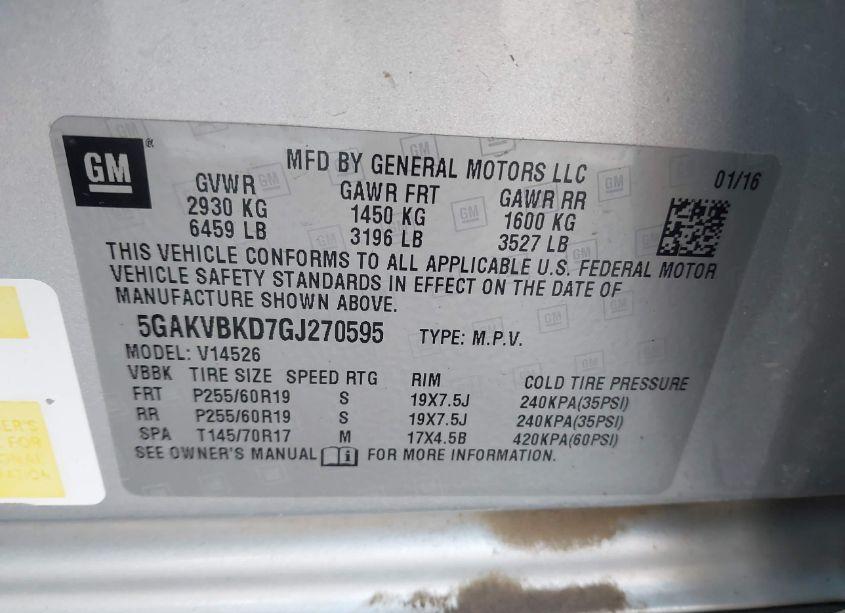 GM
MFD BY GENERAL MOTORS LLC
01/16
GVWR GAWR FRT GAWR RR
2930 KG 1450 KG 1600 KG
6459 LB 3196 LB 3527 LB
THIS VEHICLE CONFORMS TO ALL APPLICABLE U.S. FEDERAL MOTOR
VEHICLE SAFETY STANDARDS IN EFFECT ON THE DATE OF
MANUFACTURE SHOWN ABOVE.
5GAKVBKD7GJ270595 TYPE: M.P.V.
MODEL: V14526
VBBK TIRE SIZE SPEED RTG RIM COLD TIRE PRESSURE
FRT P255/60R19 S 19X7.5J 240KPA(35PSI)
RR P255/60R19 S 19X7.5J 240KPA(35PSI)
SPA T145/70R17 M 17X4.5B 420KPA(60PSI)
SEE OWNER'S MANUAL FOR MORE INFORMATION.